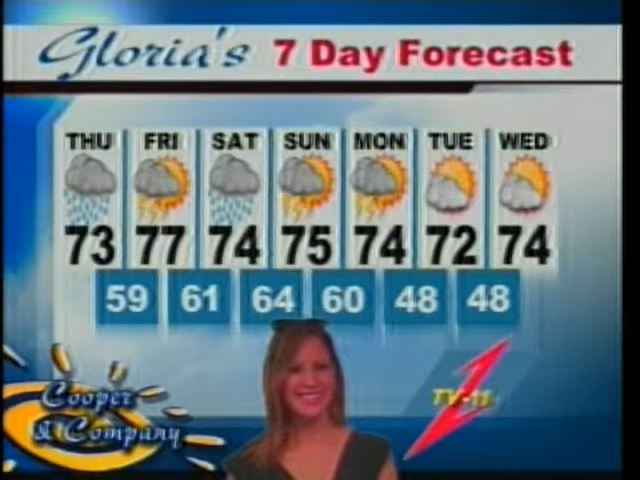 Gloria's 7 Day Forecast
THU FRI SAT SUN MON TUE WED
73 77 74 75 74 72 74
59 61 64 60 48 48
Cooper
& Company
TV-11